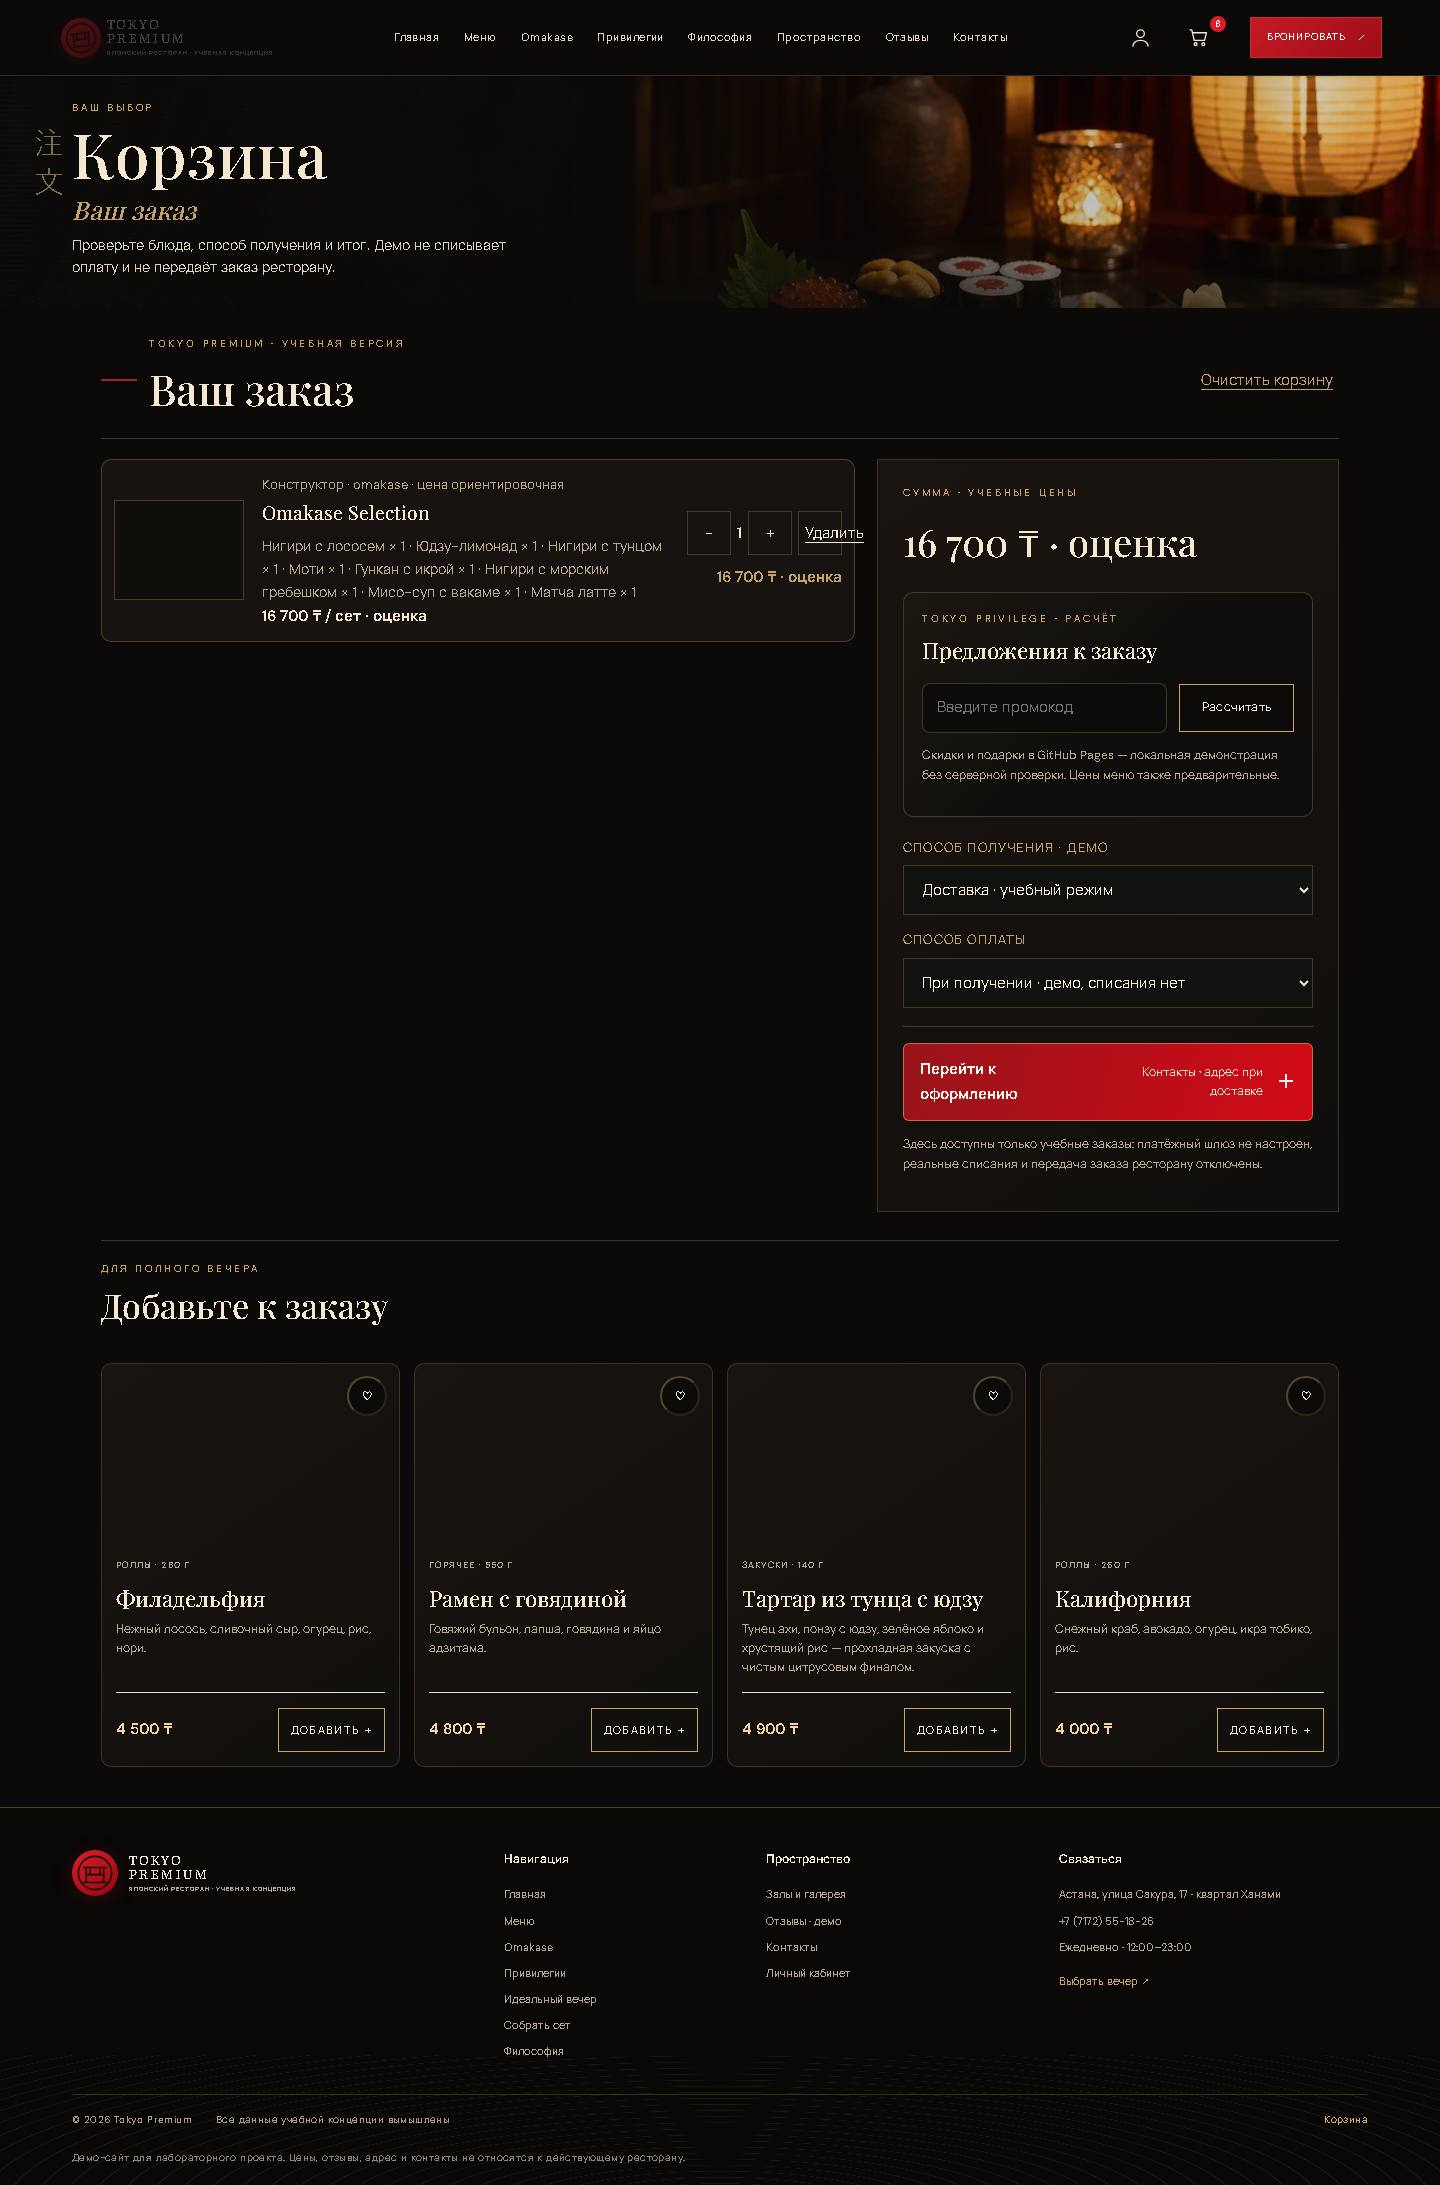 TOKYO
PREMIUM
ЯПОНСКИЙ РЕСТОРАН · УЧЕБНАЯ КОНЦЕПЦИЯ
Главная
Меню
Omakase
Привилегии
Философия
Пространство
Отзывы
Контакты
БРОНИРОВАТЬ ↗
ВАШ ВЫБОР
注文
Корзина
Ваш заказ
Проверьте блюда, способ получения и итог. Демо не списывает
оплату и не передаёт заказ ресторану.
TOKYO PREMIUM · УЧЕБНАЯ ВЕРСИЯ
Ваш заказ
Очистить корзину
Конструктор · omakase · цена ориентировочная
Omakase Selection
Нигири с лососем × 1 · Юдзу-лимонад × 1 · Нигири с тунцом
× 1 · Моти × 1 · Гункан с икрой × 1 · Нигири с морским
гребешком × 1 · Мисо-суп с вакаме × 1 · Матча латте × 1
16 700 ₸ / сет · оценка
− 1 + Удалить
16 700 ₸ · оценка
СУММА · УЧЕБНЫЕ ЦЕНЫ
16 700 ₸ · оценка
TOKYO PRIVILEGE · РАСЧЁТ
Предложения к заказу
Введите промокод
Рассчитать
Скидки и подарки в GitHub Pages — локальная демонстрация
без серверной проверки. Цены меню также предварительные.
СПОСОБ ПОЛУЧЕНИЯ · ДЕМО
Доставка · учебный режим
СПОСОБ ОПЛАТЫ
При получении · демо, списания нет
Перейти к
оформлению
Контакты · адрес при
доставке
+
Здесь доступны только учебные заказы: платёжный шлюз не настроен,
реальные списания и передача заказа ресторану отключены.
ДЛЯ ПОЛНОГО ВЕЧЕРА
Добавьте к заказу
РОЛЛЫ · 280 Г
Филадельфия
Нежный лосось, сливочный сыр, огурец, рис,
нори.
4 500 ₸
ДОБАВИТЬ +
ГОРЯЧЕЕ · 550 Г
Рамен с говядиной
Говяжий бульон, лапша, говядина и яйцо
адзитама.
4 800 ₸
ДОБАВИТЬ +
ЗАКУСКИ · 140 Г
Тартар из тунца с юдзу
Тунец ахи, понзу с юдзу, зелёное яблоко и
хрустящий рис — прохладная закуска с
чистым цитрусовым финалом.
4 900 ₸
ДОБАВИТЬ +
РОЛЛЫ · 260 Г
Калифорния
Снежный краб, авокадо, огурец, икра тобико,
рис.
4 000 ₸
ДОБАВИТЬ +
TOKYO
PREMIUM
ЯПОНСКИЙ РЕСТОРАН · УЧЕБНАЯ КОНЦЕПЦИЯ
Навигация
Главная
Меню
Omakase
Привилегии
Идеальный вечер
Собрать сет
Философия
Пространство
Залы и галерея
Отзывы · демо
Контакты
Личный кабинет
Связаться
Астана, улица Сакура, 17 · квартал Ханами
+7 (7172) 55-18-26
Ежедневно · 12:00–23:00
Выбрать вечер ↗
© 2026 Tokyo Premium
Все данные учебной концепции вымышлены
Корзина
Демо-сайт для лабораторного проекта. Цены, отзывы, адрес и контакты не относятся к действующему ресторану.